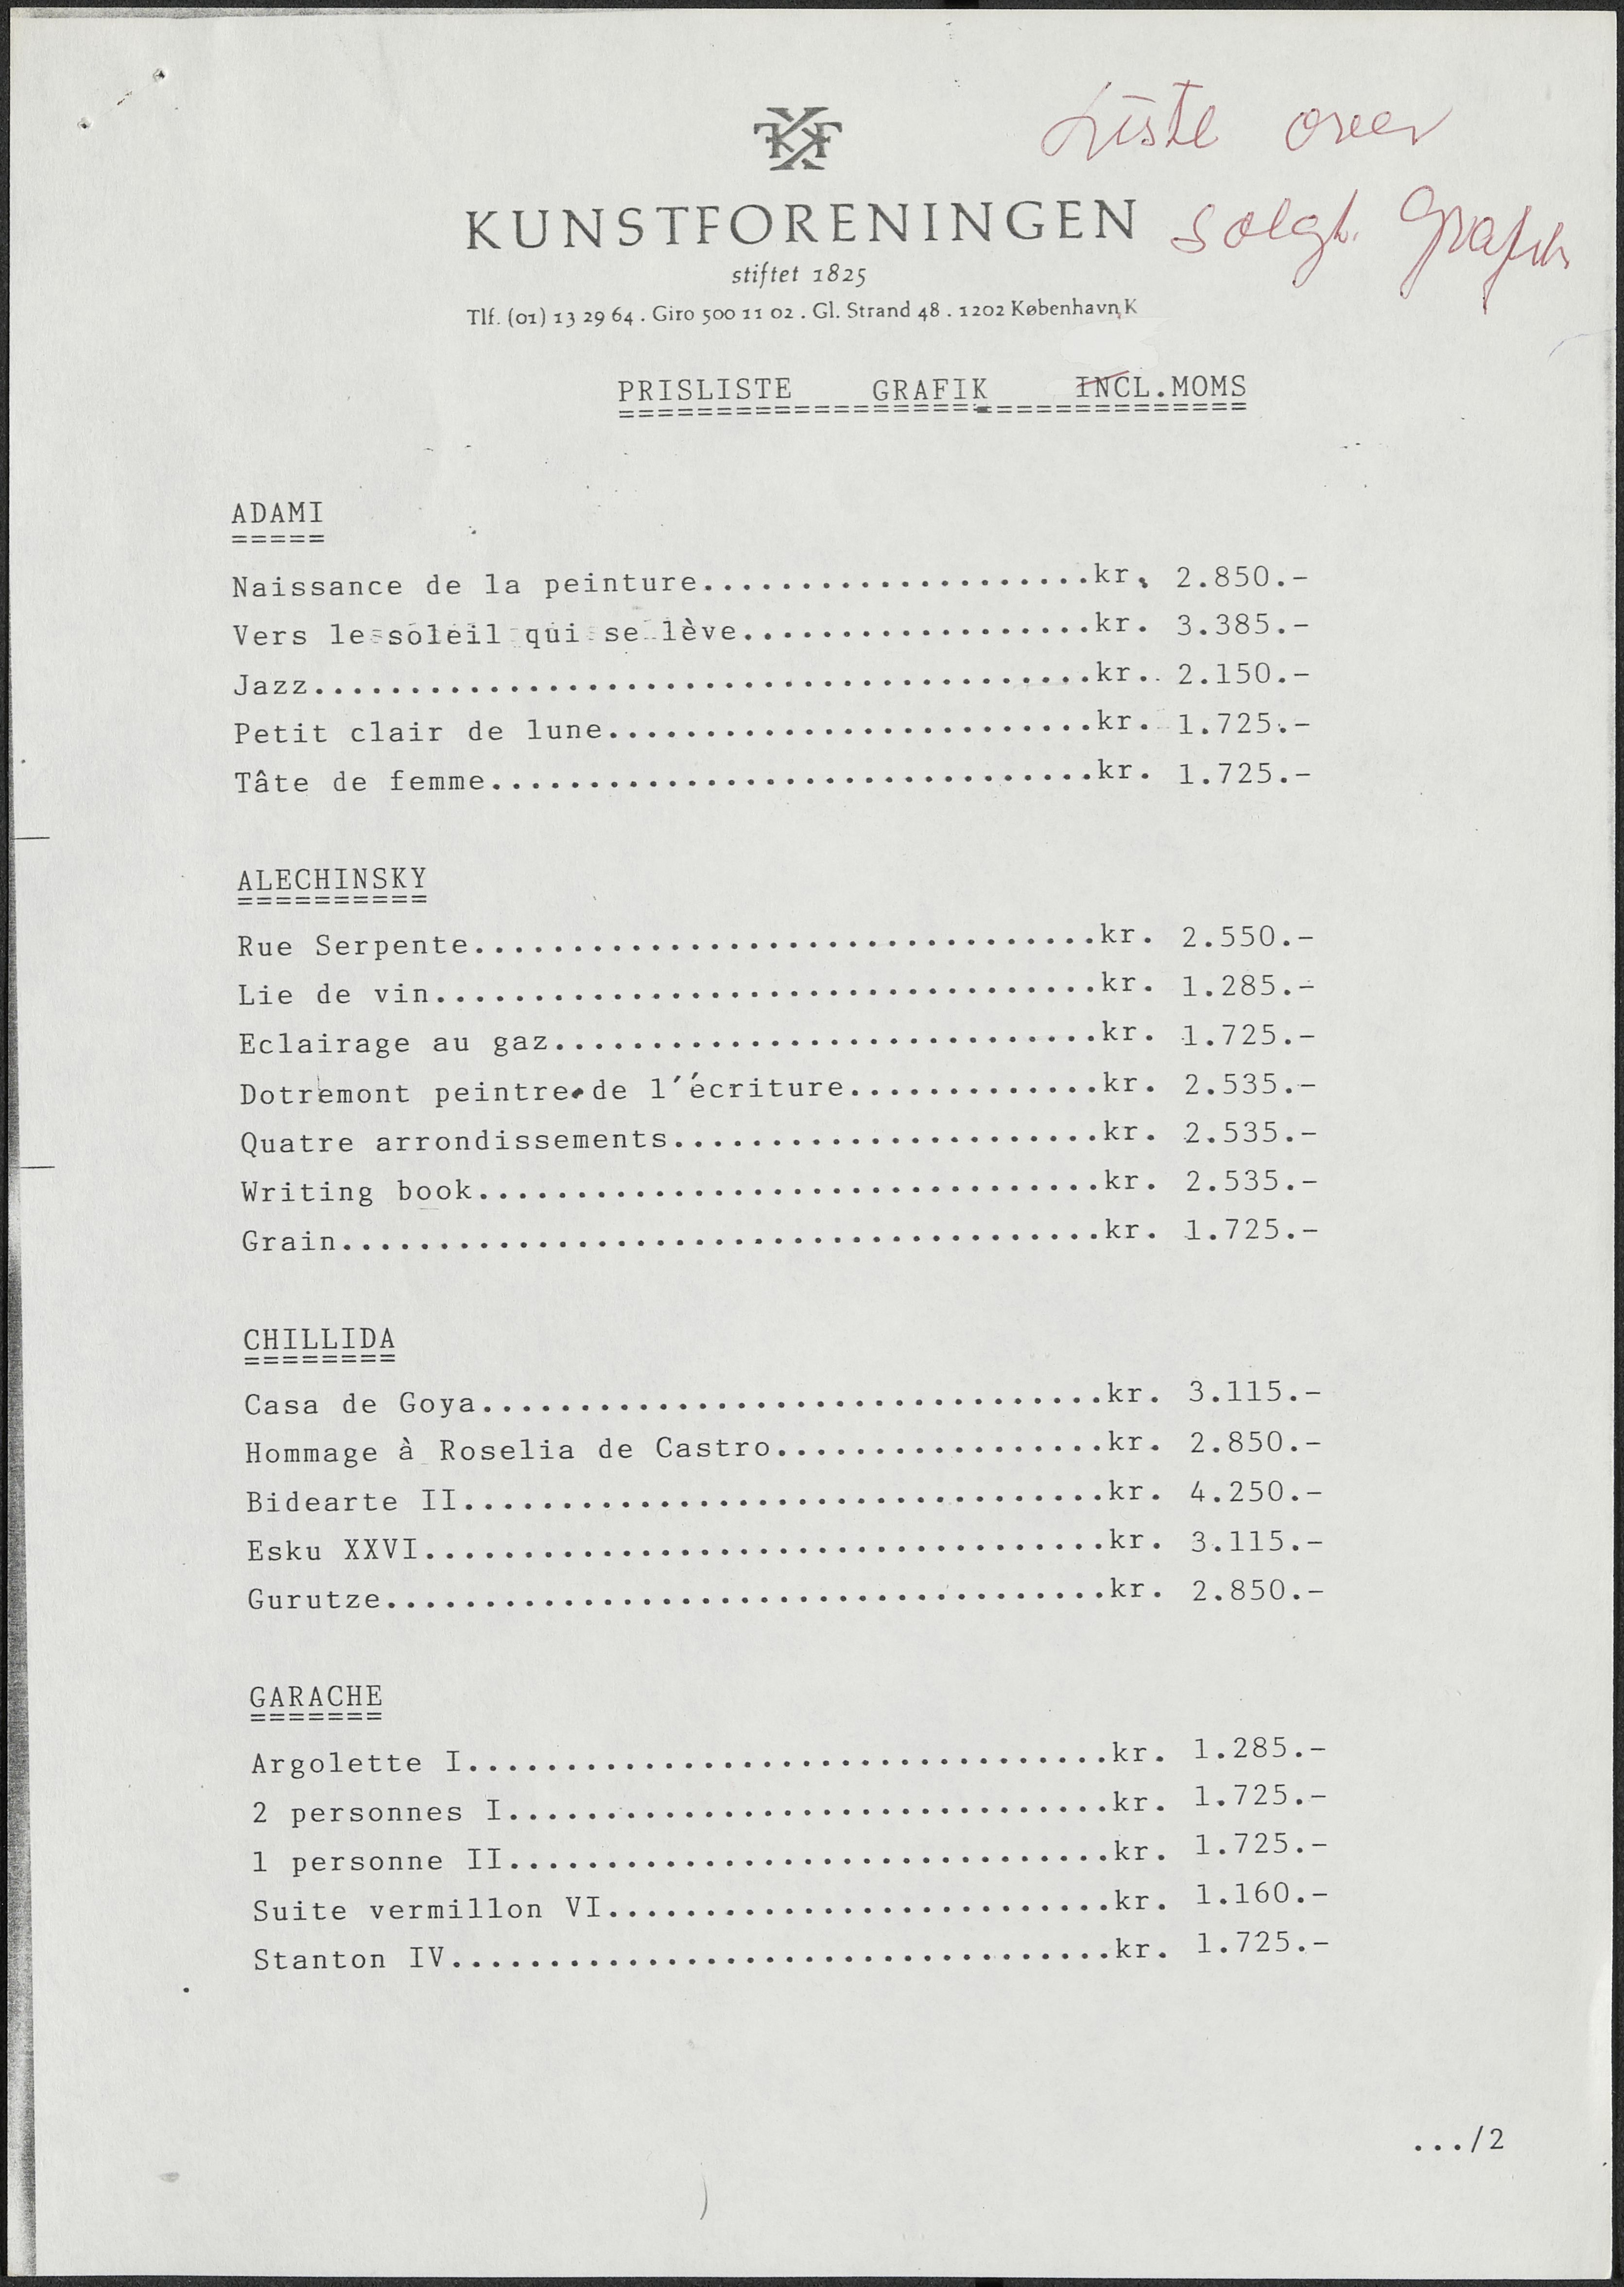 Liste over
solgt. Grafik
KUNSTFORENINGEN
stiftet 1825
Tlf. (01) 13 29 64 . Giro 500 11 02 . Gl. Strand 48 . 1202 København K
PRISLISTE GRAFIK INCL.MOMS
ADAMI
Naissance de la peinture....................kr. 2.850.-
Vers le soleil qui se lève..................kr. 3.385.-
Jazz........................................kr. 2.150.-
Petit clair de lune.........................kr. 1.725.-
Tâte de femme...............................kr. 1.725.-
ALECHINSKY
Rue Serpente................................kr. 2.550.-
Lie de vin..................................kr. 1.285.-
Eclairage au gaz............................kr. 1.725.-
Dotremont peintre de l'écriture.............kr. 2.535.-
Quatre arrondissements......................kr. 2.535.-
Writing book................................kr. 2.535.-
Grain.......................................kr. 1.725.-
CHILLIDA
Casa de Goya................................kr. 3.115.-
Hommage à Roselia de Castro.................kr. 2.850.-
Bidearte II.................................kr. 4.250.-
Esku XXVI...................................kr. 3.115.-
Gurutze.....................................kr. 2.850.-
GARACHE
Argolette I.................................kr. 1.285.-
2 personnes I...............................kr. 1.725.-
1 personne II...............................kr. 1.725.-
Suite vermillon VI..........................kr. 1.160.-
Stanton IV..................................kr. 1.725.-
.../2